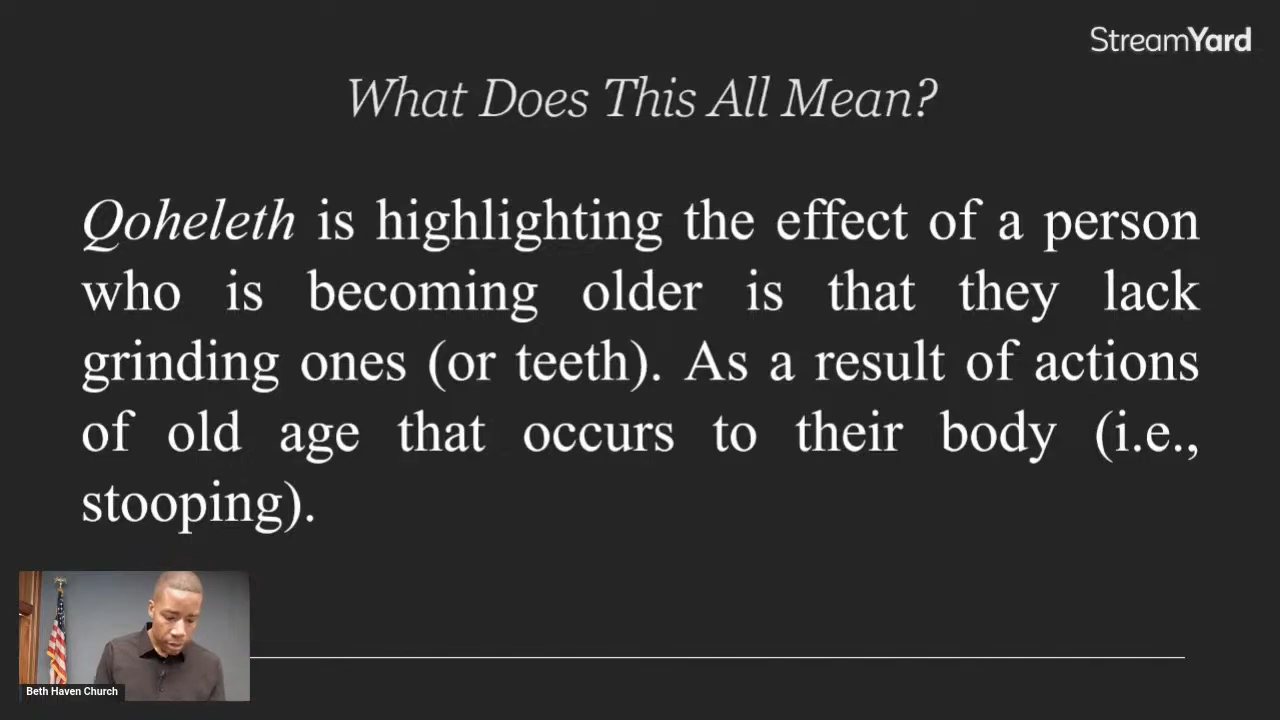 StreamYard
What Does This All Mean?
Qoheleth is highlighting the effect of a person
who is becoming older is that they lack
grinding ones (or teeth). As a result of actions
of old age that occurs to their body (i.e.,
stooping).
Beth Haven Church